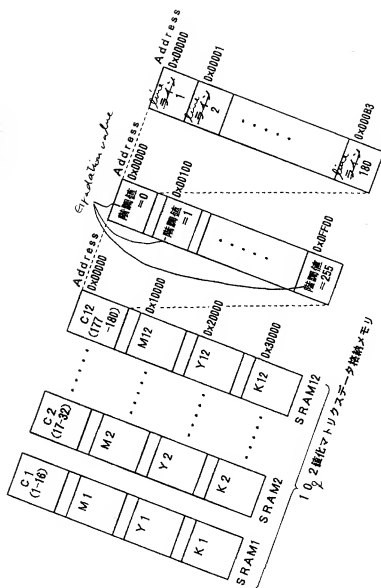 C1
(1-16)
M1
Y1
K1
SRAM1
C2
(17-32)
M2
Y2
K2
SRAM2
Address
0x00000
C12
(177
-180)
0x10000
M12
0x20000
Y12
0x30000
K12
SRAM12
10₂ 2値化マトリクスデータ格納メモリ
Gradation value
Address
0x00000
階調値
=0
0x00100
階調値
=1
0x0FF00
階調値
=255
Address
0x00000
line
ライン
1
0x00001
line
ライン
2
0x000B3
line
ライン
180